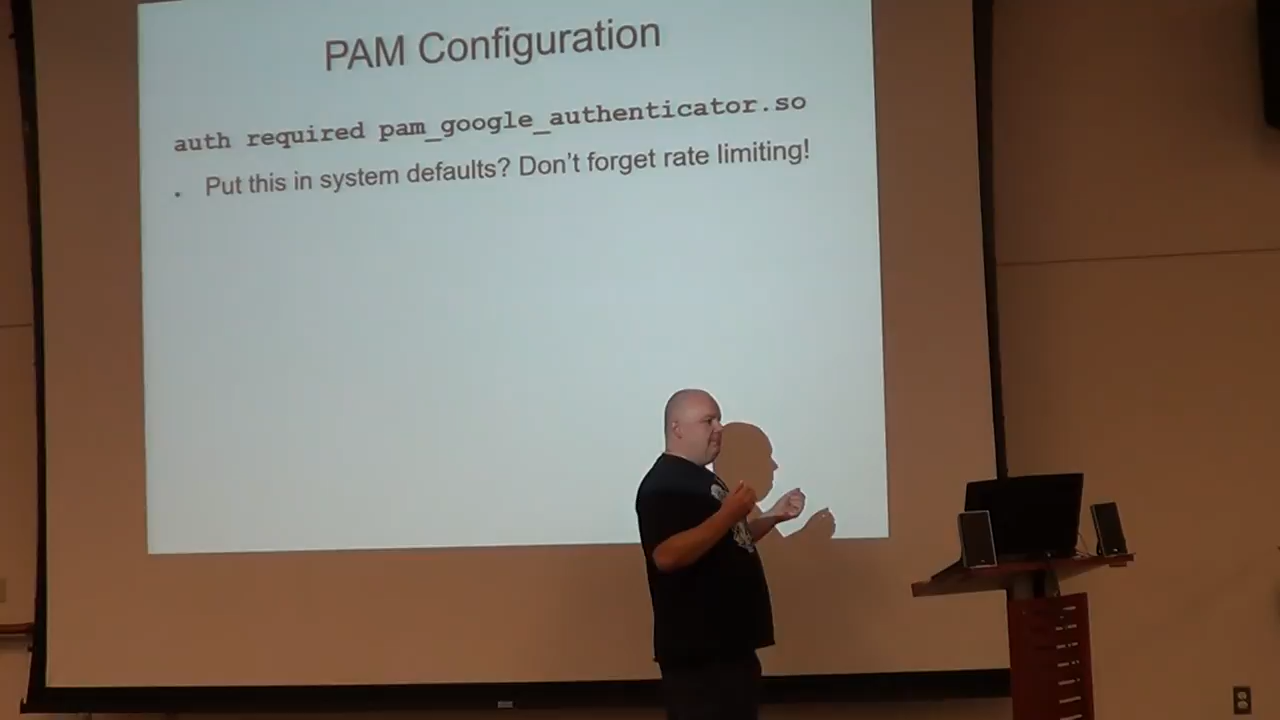 PAM Configuration
auth required pam_google_authenticator.so
. Put this in system defaults? Don't forget rate limiting!